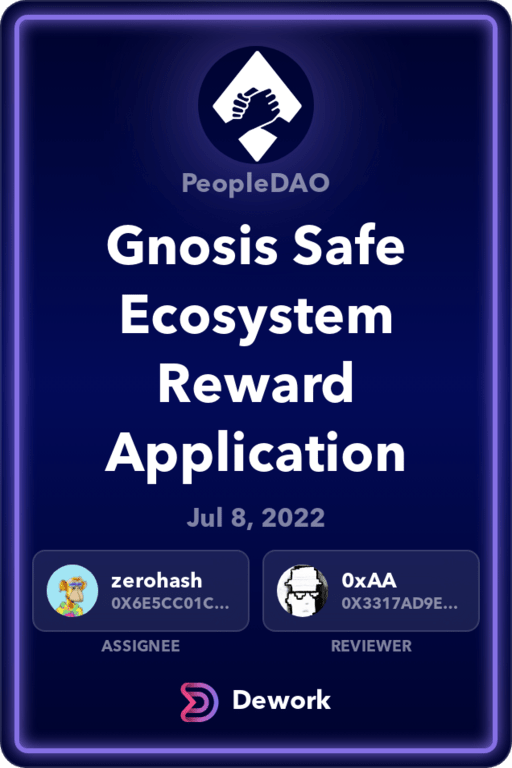 PeopleDAO
Gnosis Safe
Ecosystem
Reward
Application
Jul 8, 2022
zerohash
0X6E5CC01C...
ASSIGNEE
0xAA
0X3317AD9E...
REVIEWER
Dework